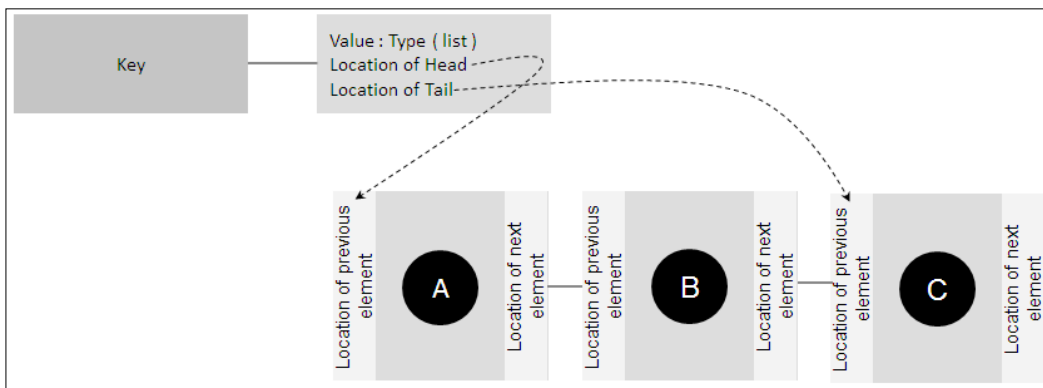 Key
Value : Type ( list )
Location of Head
Location of Tail
Location of previous
element
A
Location of next
element
Location of previous
element
B
Location of next
element
Location of previous
element
C
Location of next
element